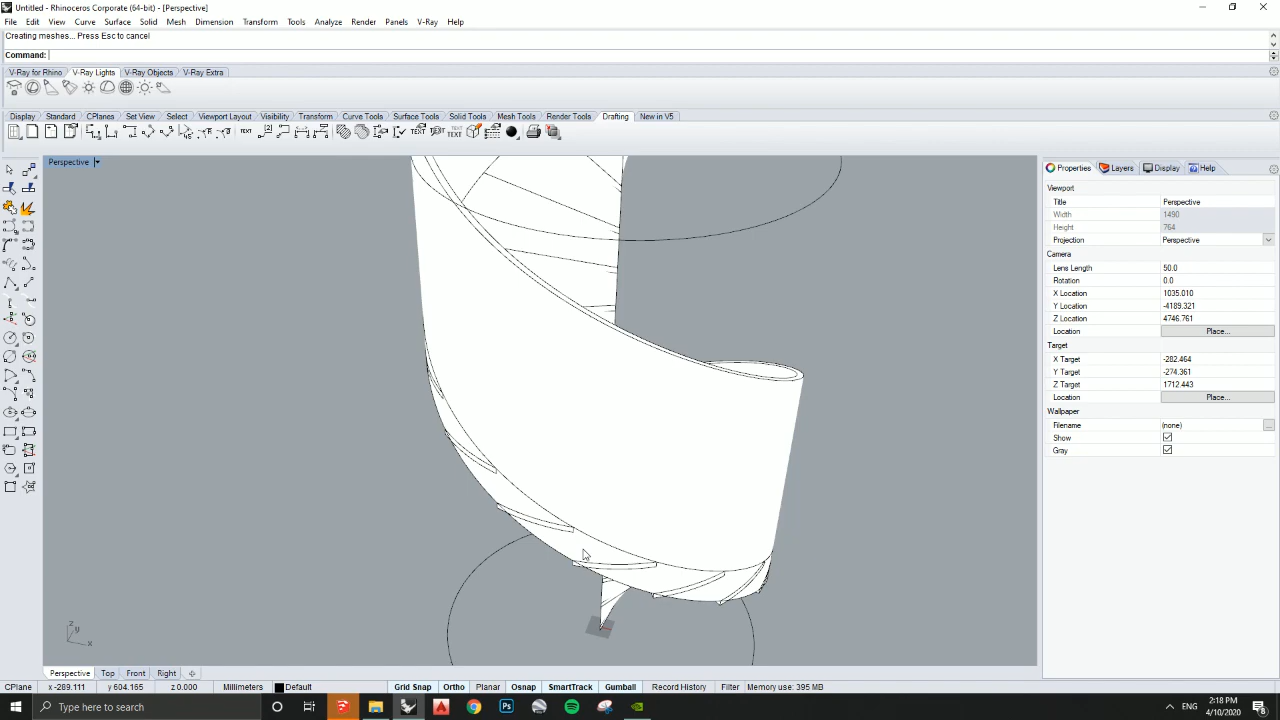 Untitled - Rhinoceros Corporate (64-bit) - [Perspective]
File Edit View Curve Surface Solid Mesh Dimension Transform Tools Analyze Render Panels V-Ray Help
Creating meshes... Press Esc to cancel
Command:
V-Ray for Rhino V-Ray Lights V-Ray Objects V-Ray Extra
Display Standard CPlanes Set View Select Viewport Layout Visibility Transform Curve Tools Surface Tools Solid Tools Mesh Tools Render Tools Drafting New in V5
Perspective
Properties Layers Display Help
Viewport
Title Perspective
Width 1490
Height 764
Projection Perspective
Camera
Lens Length 50.0
Rotation 0.0
X Location 1035.010
Y Location -4189.321
Z Location 4746.761
Location Place...
Target
X Target -282.464
Y Target -274.361
Z Target 1712.443
Location Place...
Wallpaper
Filename (none) ...
Show
Gray
z
y
x
Perspective Top Front Right
CPlane x -289.111 y 604.165 z 0.000 Millimeters Default Grid Snap Ortho Planar Osnap SmartTrack Gumball Record History Filter Memory use: 395 MB
Type here to search
ENG
2:18 PM
4/10/2020